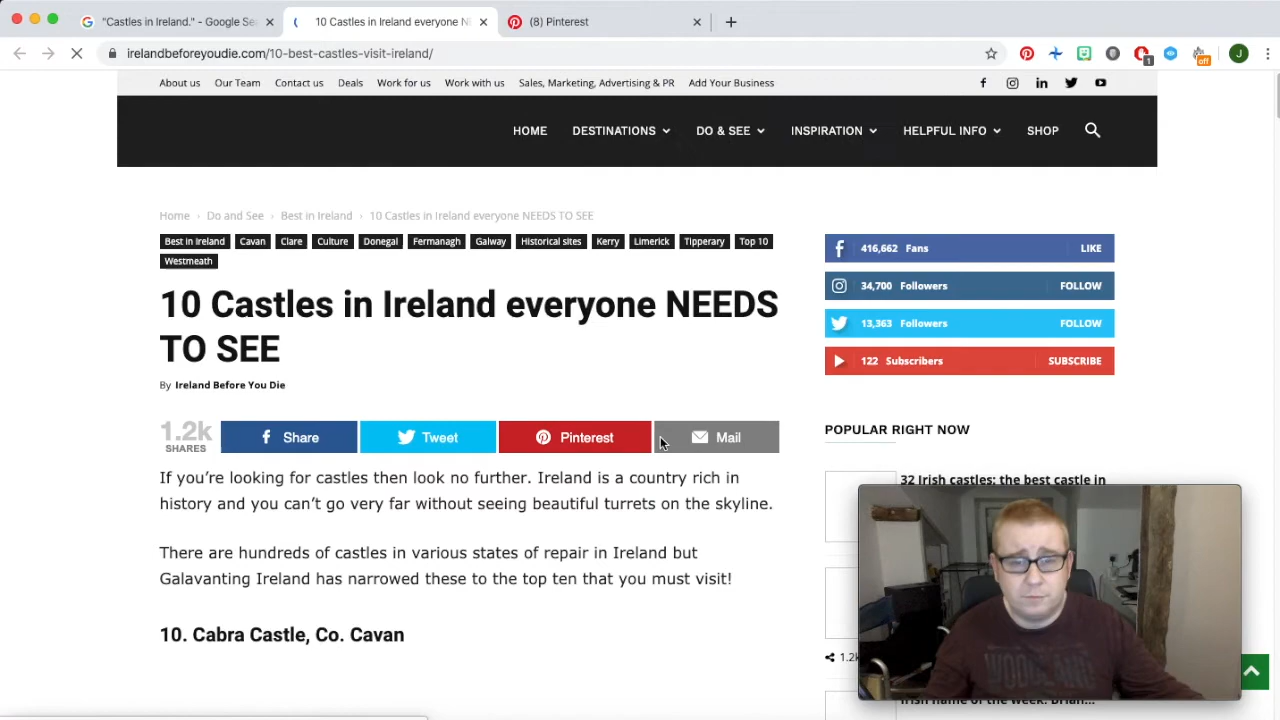 "Castles in Ireland." - Google Se
10 Castles in Ireland everyone N
(8) Pinterest
irelandbeforeyoudie.com/10-best-castles-visit-ireland/
1
off
J
About us Our Team Contact us Deals Work for us Work with us Sales, Marketing, Advertising & PR Add Your Business
HOME DESTINATIONS DO & SEE INSPIRATION HELPFUL INFO SHOP
Home › Do and See › Best in Ireland › 10 Castles in Ireland everyone NEEDS TO SEE
Best in Ireland Cavan Clare Culture Donegal Fermanagh Galway Historical sites Kerry Limerick Tipperary Top 10
Westmeath
10 Castles in Ireland everyone NEEDS
TO SEE
By Ireland Before You Die
1.2k
SHARES
Share
Tweet
Pinterest
Mail
If you’re looking for castles then look no further. Ireland is a country rich in
history and you can’t go very far without seeing beautiful turrets on the skyline.
There are hundreds of castles in various states of repair in Ireland but
Galavanting Ireland has narrowed these to the top ten that you must visit!
10. Cabra Castle, Co. Cavan
416,662 Fans LIKE
34,700 Followers FOLLOW
13,363 Followers FOLLOW
122 Subscribers SUBSCRIBE
POPULAR RIGHT NOW
32 Irish castles: the best castle in
1.2k
Irish name of the week: Brian...